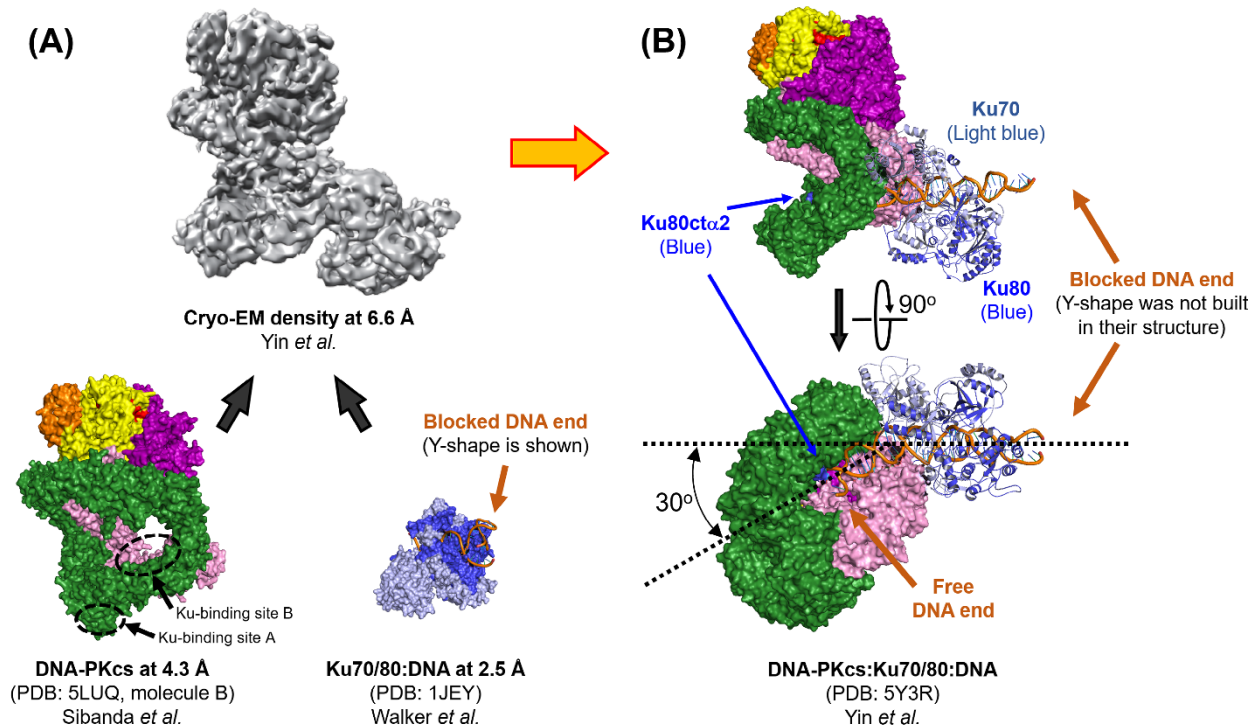 (A)
Cryo-EM density at 6.6 Å
Yin et al.
Blocked DNA end
(Y-shape is shown)
Ku-binding site B
Ku-binding site A
DNA-PKcs at 4.3 Å
(PDB: 5LUQ, molecule B)
Sibanda et al.
Ku70/80:DNA at 2.5 Å
(PDB: 1JEY)
Walker et al.
(B)
Ku70
(Light blue)
Ku80ctα2
(Blue)
Ku80
(Blue)
Blocked DNA end
(Y-shape was not built
in their structure)
90o
30o
Free
DNA end
DNA-PKcs:Ku70/80:DNA
(PDB: 5Y3R)
Yin et al.